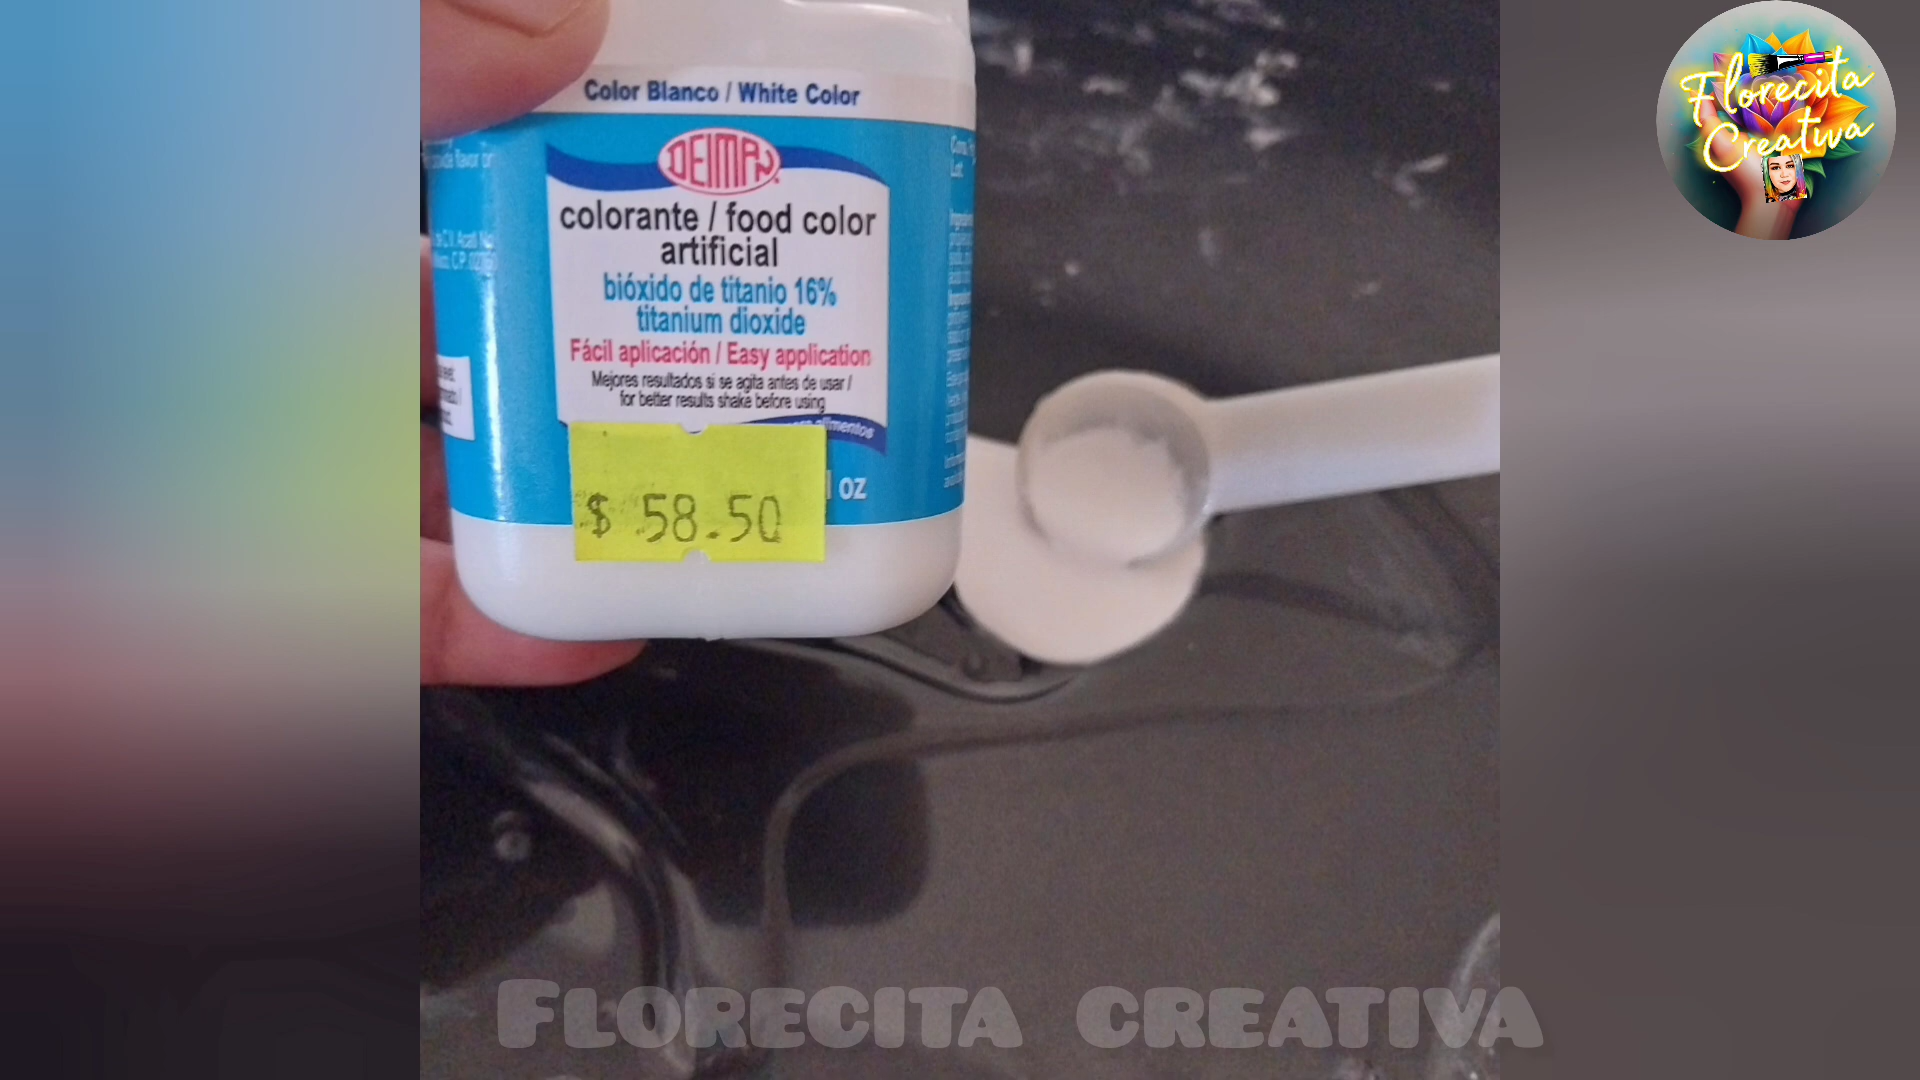 Color Blanco / White Color
DEIMAN
colorante / food color
artificial
bióxido de titanio 16%
titanium dioxide
Fácil aplicación / Easy application
Mejores resultados si se agita antes de usar /
for better results shake before using
alimentos
oz
$ 58.50
Lot:
Florecita
Creativa
FLORECITA CREATIVA